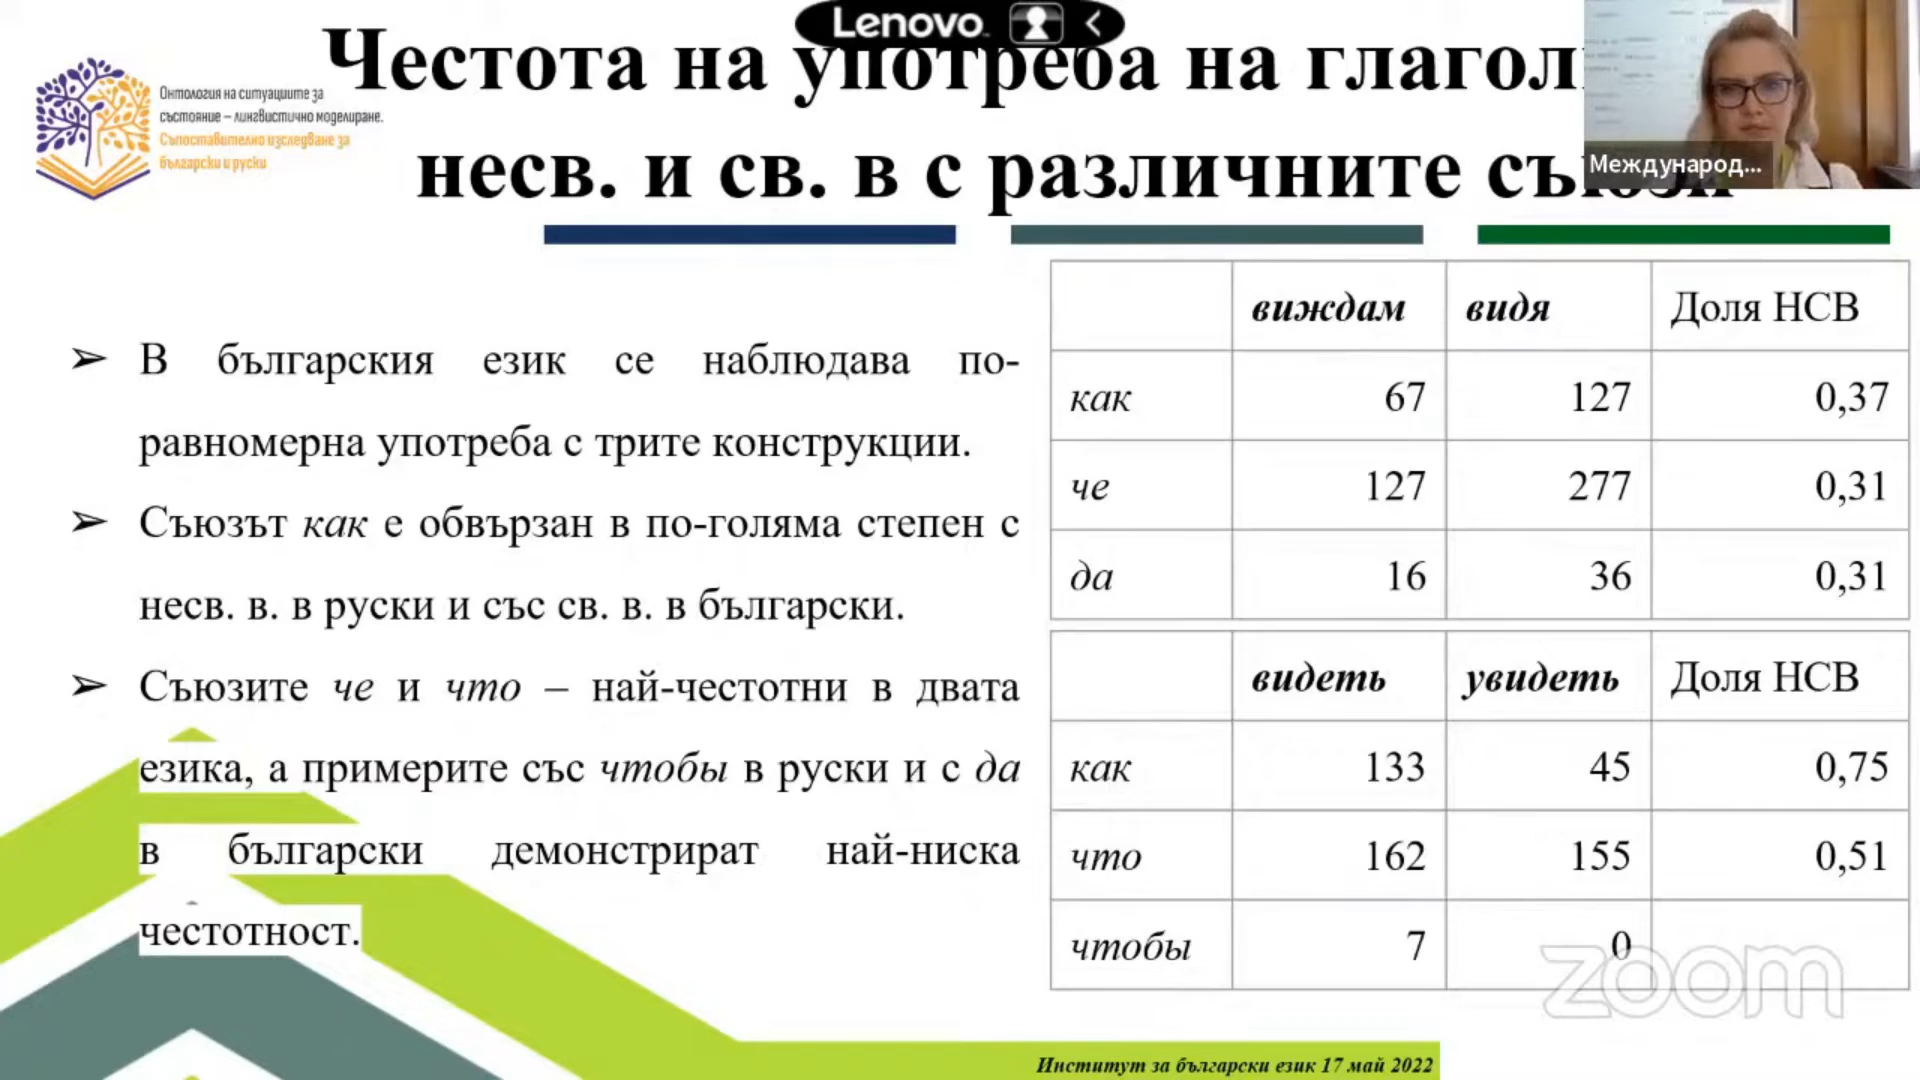 Lenovo
Честота на употреба на
несв. и св. в с различните
Онтология на ситуациите за
състояние – лингвистично моделиране.
Съпоставително изследване за
български и руски
Международ...
➢ В българския език се наблюдава по-
равномерна употреба с трите конструкции.
➢ Съюзът как е обвързан в по-голяма степен с
несв. в. в руски и със св. в. в български.
➢ Съюзите че и что – най-честотни в двата
езика, а примерите със чтобы в руски и с да
в български демонстрират най-ниска
честотност.
виждам видя Доля НСВ
как 67 127 0,37
че 127 277 0,31
да 16 36 0,31
видеть увидеть Доля НСВ
как 133 45 0,75
что 162 155 0,51
чтобы 7 0
zoom
Институт за български език 17 май 2022